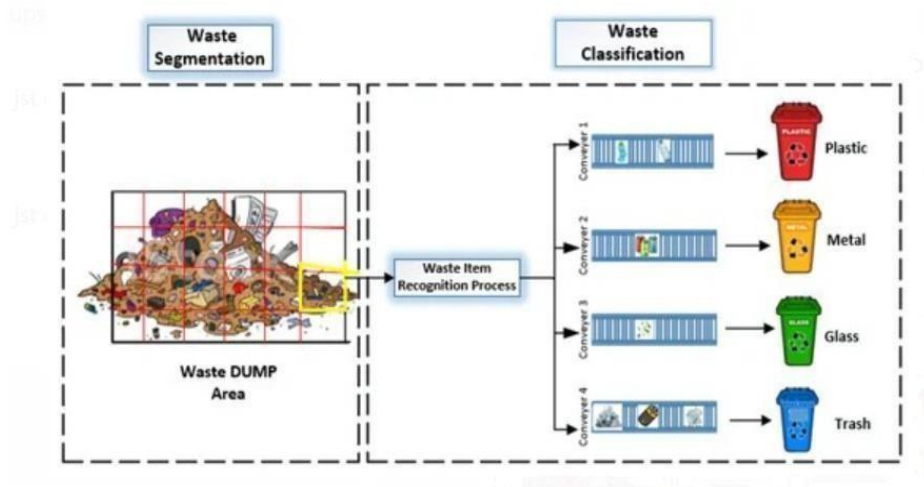 Waste
Segmentation
Waste
Classification
Waste DUMP
Area
Waste Item
Recognition Process
Conveyer 1
PLASTIC
Plastic
Conveyer 2
METAL
Metal
Conveyer 3
GLASS
Glass
Conveyer 4
Trash